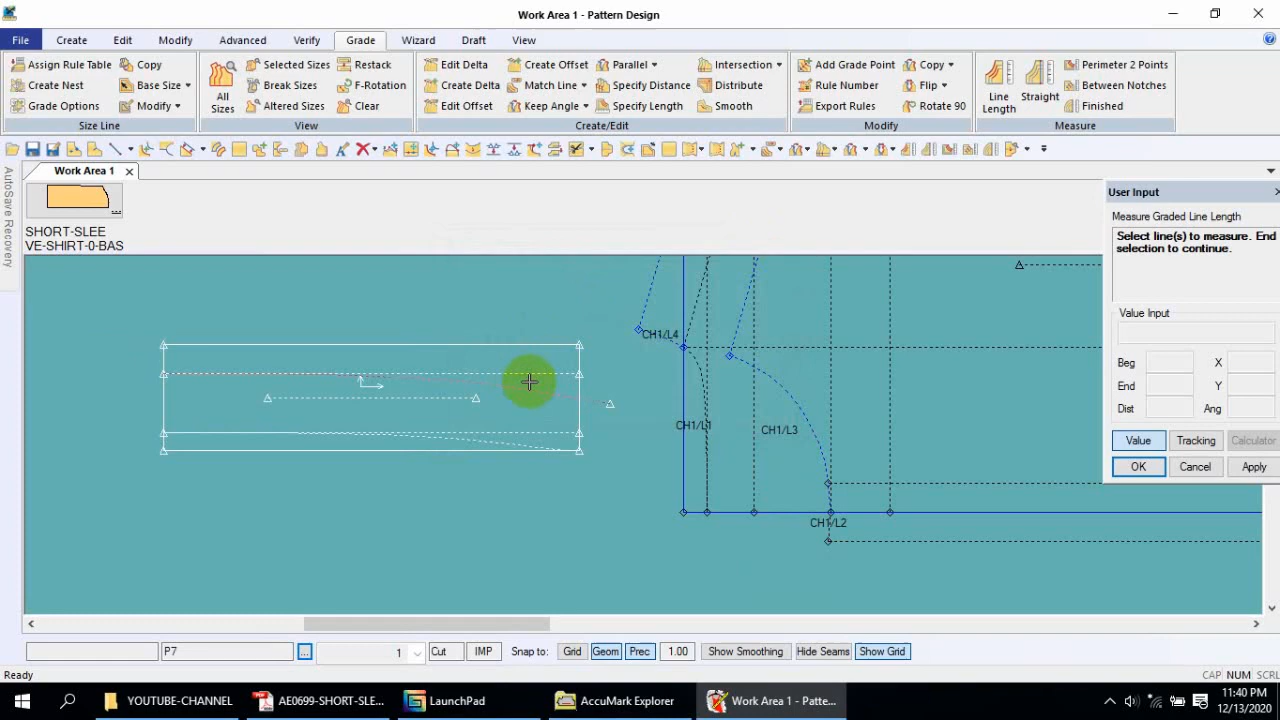 Work Area 1 - Pattern Design
File Create Edit Modify Advanced Verify Grade Wizard Draft View
Assign Rule Table Copy
Create Nest Base Size
Grade Options Modify
Size Line
All Sizes
Selected Sizes Restack
Break Sizes F-Rotation
Altered Sizes Clear
View
Edit Delta Create Offset Parallel Intersection
Create Delta Match Line Specify Distance Distribute
Edit Offset Keep Angle Specify Length Smooth
Create/Edit
Add Grade Point Copy
Rule Number Flip
Export Rules Rotate 90
Modify
Line Length
Straight
Perimeter 2 Points
Between Notches
Finished
Measure
Work Area 1
AutoSave Recovery
SHORT-SLEE
VE-SHIRT-0-BAS
CH1/L4
CH1/L1
CH1/L3
CH1/L2
User Input
Measure Graded Line Length
Select line(s) to measure. End
selection to continue.
Value Input
Beg X
End Y
Dist Ang
Value Tracking Calculator
OK Cancel Apply
P7 ... 1 Cut IMP Snap to: Grid Geom Prec 1.00 Show Smoothing Hide Seams Show Grid
Ready
CAP NUM SCRL
YOUTUBE-CHANNEL
AE0699-SHORT-SLE...
LaunchPad
AccuMark Explorer
Work Area 1 - Patte...
11:40 PM
12/13/2020